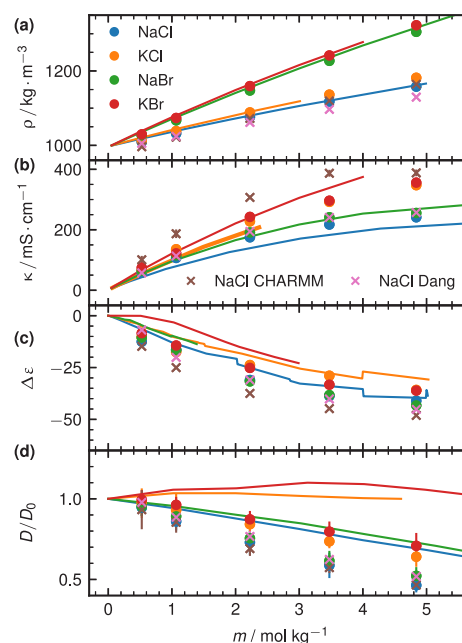 (a)
NaCl
KCl
NaBr
KBr
ρ / kg·m−3
1200
1000
(b)
κ / mS·cm−1
400
200
0
NaCl CHARMM
NaCl Dang
(c)
Δε
0
−25
−50
(d)
D/D0
1.0
0.5
0
1
2
3
4
5
m / mol kg−1